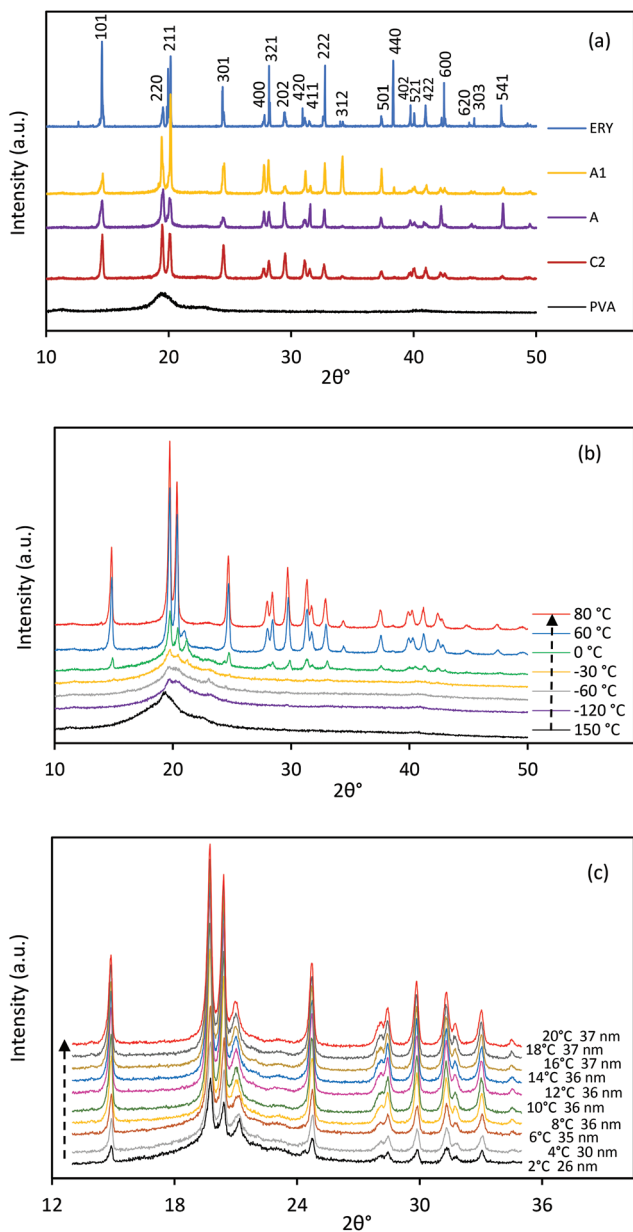 (a)
101
220
211
301
400
321
202
420
411
222
312
501
440
402
521
422
600
620
303
541
ERY
A1
A
C2
PVA
Intensity (a.u.)
10 20 30 40 50
2θ°
(b)
80 °C
60 °C
0 °C
-30 °C
-60 °C
-120 °C
150 °C
Intensity (a.u.)
10 20 30 40 50
2θ°
(c)
20°C 37 nm
18°C 37 nm
16°C 37 nm
14°C 36 nm
12°C 36 nm
10°C 36 nm
8°C 36 nm
6°C 35 nm
4°C 30 nm
2°C 26 nm
Intensity (a.u.)
12 18 24 30 36
2θ°